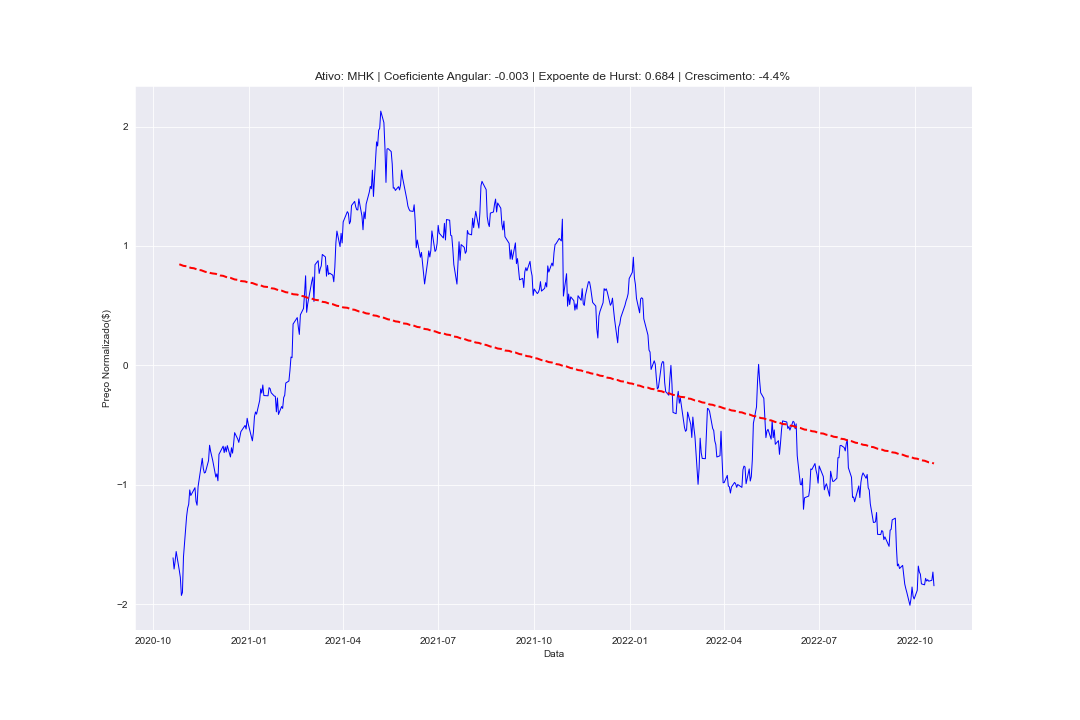 Ativo: MHK | Coeficiente Angular: -0.003 | Expoente de Hurst: 0.684 | Crescimento: -4.4%
2
1
0
−1
−2
Preço Normalizado($)
2020-10 2021-01 2021-04 2021-07 2021-10 2022-01 2022-04 2022-07 2022-10
Data